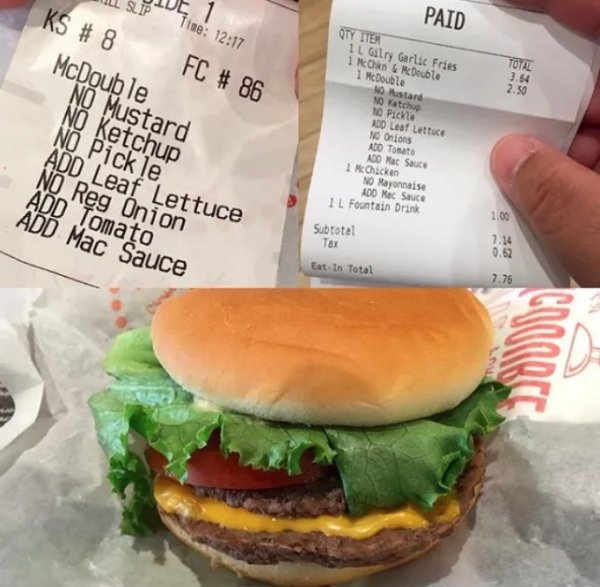 SIDE 1
ILL SLIP Time: 12:17
KS # 8
FC # 86
McDouble
NO Mustard
NO Ketchup
NO Pickle
ADD Leaf Lettuce
NO Reg Onion
ADD Tomato
ADD Mac Sauce
PAID
QTY ITEM TOTAL
1 L Gilry Garlic Fries 3.64
1 McChkn & McDouble 2.50
1 McDouble
NO Mustard
NO Ketchup
NO Pickle
ADD Leaf Lettuce
NO Onions
ADD Tomato
ADD Mac Sauce
1 McChicken
NO Mayonnaise
ADD Mac Sauce
1 L Fountain Drink 1.00
Subtotal 7.14
Tax 0.62
Eat-In Total 7.76